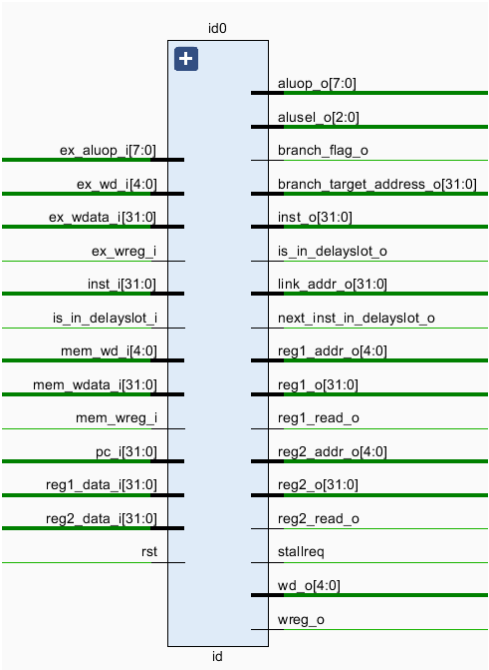 id0
aluop_o[7:0]
alusel_o[2:0]
ex_aluop_i[7:0]
branch_flag_o
ex_wd_i[4:0]
branch_target_address_o[31:0]
ex_wdata_i[31:0]
inst_o[31:0]
ex_wreg_i
is_in_delayslot_o
inst_i[31:0]
link_addr_o[31:0]
is_in_delayslot_i
next_inst_in_delayslot_o
mem_wd_i[4:0]
reg1_addr_o[4:0]
mem_wdata_i[31:0]
reg1_o[31:0]
mem_wreg_i
reg1_read_o
pc_i[31:0]
reg2_addr_o[4:0]
reg1_data_i[31:0]
reg2_o[31:0]
reg2_data_i[31:0]
reg2_read_o
rst
stallreq
wd_o[4:0]
wreg_o
id